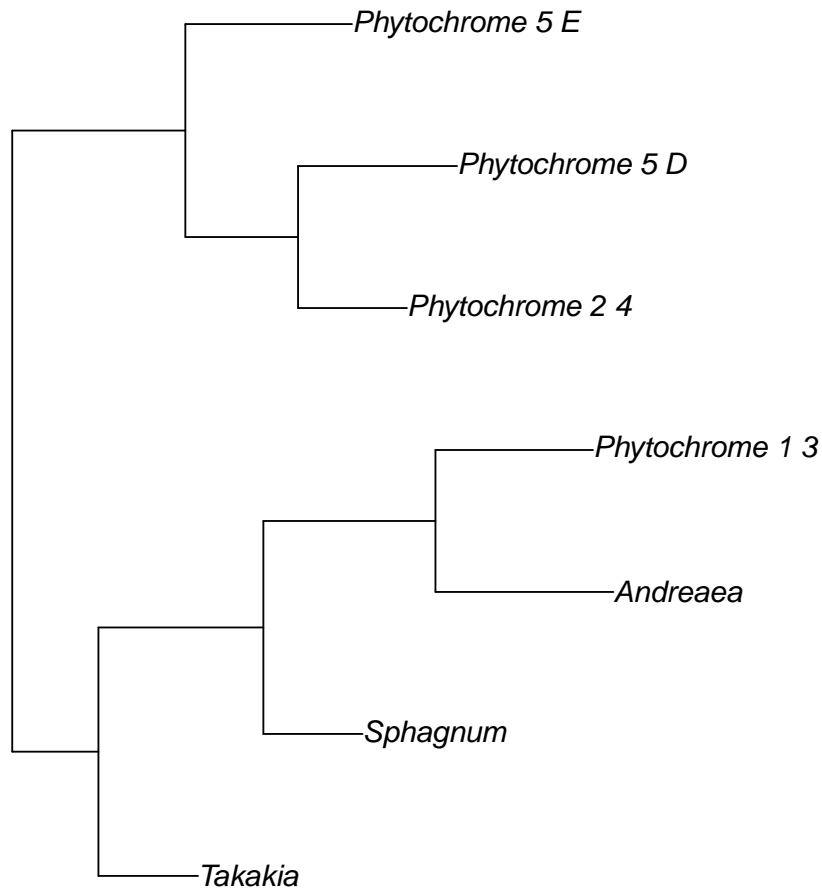 Phytochrome 5 E
Phytochrome 5 D
Phytochrome 2 4
Phytochrome 1 3
Andreaea
Sphagnum
Takakia